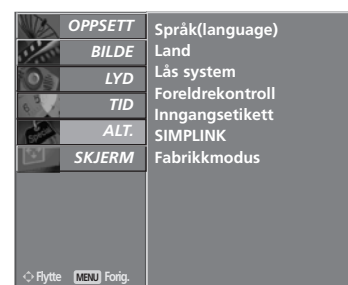 OPPSETT
BILDE
LYD
TID
ALT.
SKJERM
Språk(language)
Land
Lås system
Foreldrekontroll
Inngangsetikett
SIMPLINK
Fabrikkmodus
Flytte MENU Forig.